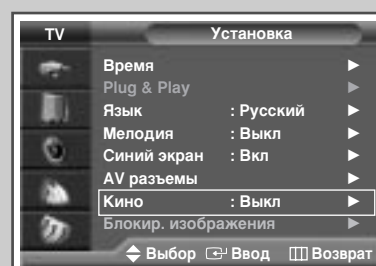 TV Установка
Время
Plug & Play
Язык : Русский
Мелодия : Выкл
Синий экран : Вкл
AV разъемы
Кино : Выкл
Блокир. изображения
Выбор Ввод Возврат